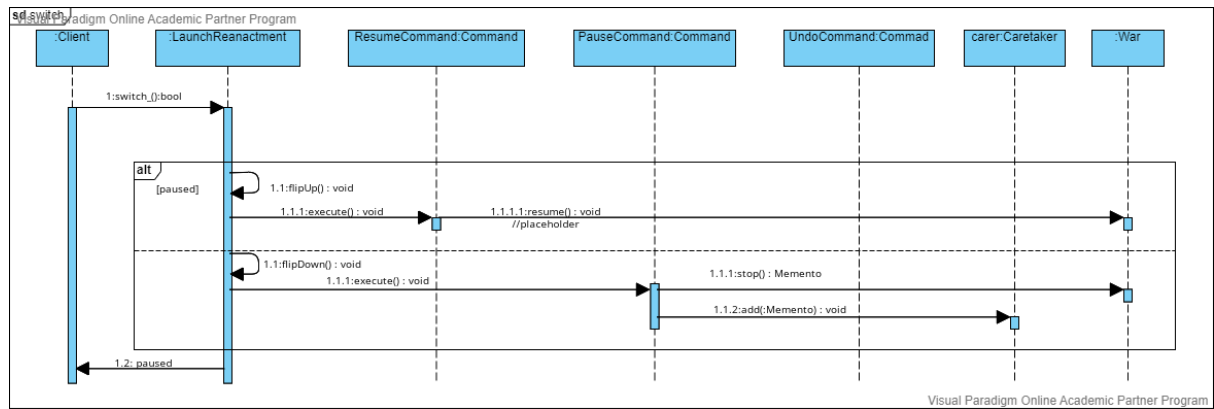 sd switch
Visual Paradigm Online Academic Partner Program
:Client
:LaunchReanactment
ResumeCommand:Command
PauseCommand:Command
UndoCommand:Commad
carer:Caretaker
:War
1:switch_():bool
alt
[paused]
1.1:flipUp() : void
1.1.1:execute() : void
1.1.1.1:resume() : void
//placeholder
1.1:flipDown() : void
1.1.1:execute() : void
1.1.1:stop() : Memento
1.1.2:add(:Memento) : void
1.2: paused
Visual Paradigm Online Academic Partner Program